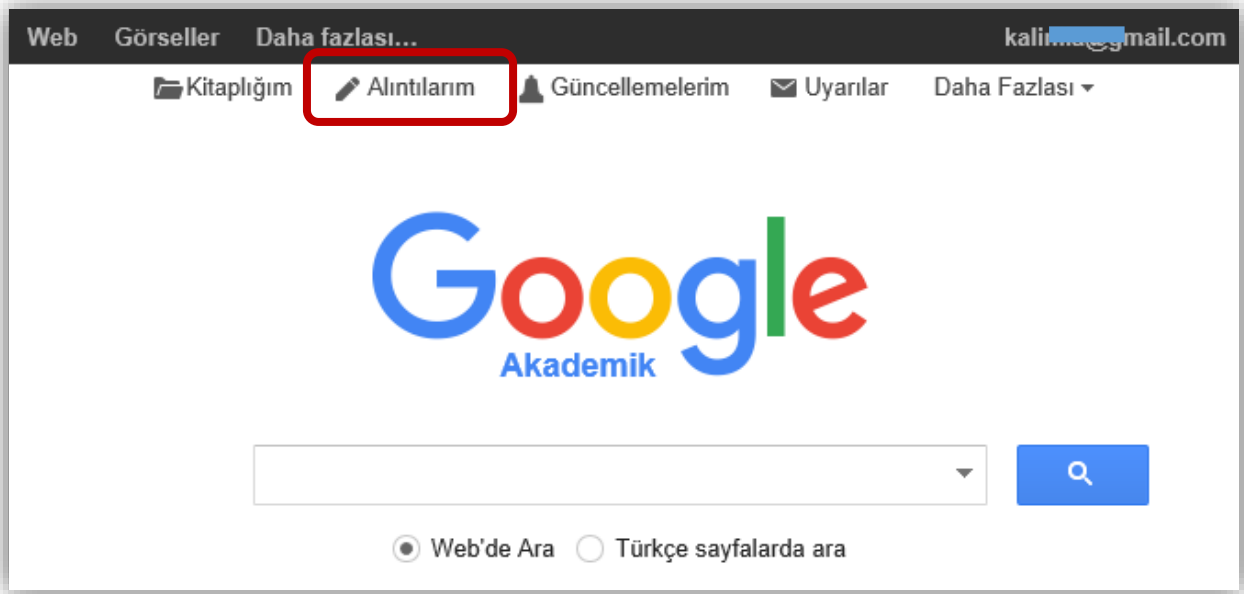 Web Görseller Daha fazlası...
Kitaplığım Alıntılarım Güncellemelerim Uyarılar Daha Fazlası
Google
Akademik
Web'de Ara Türkçe sayfalarda ara